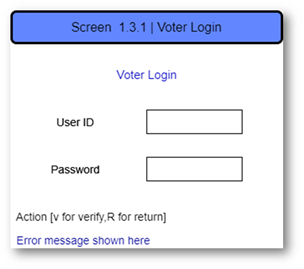 Screen 1.3.1 | Voter Login
Voter Login
User ID
Password
Action [v for verify,R for return]
Error message shown here